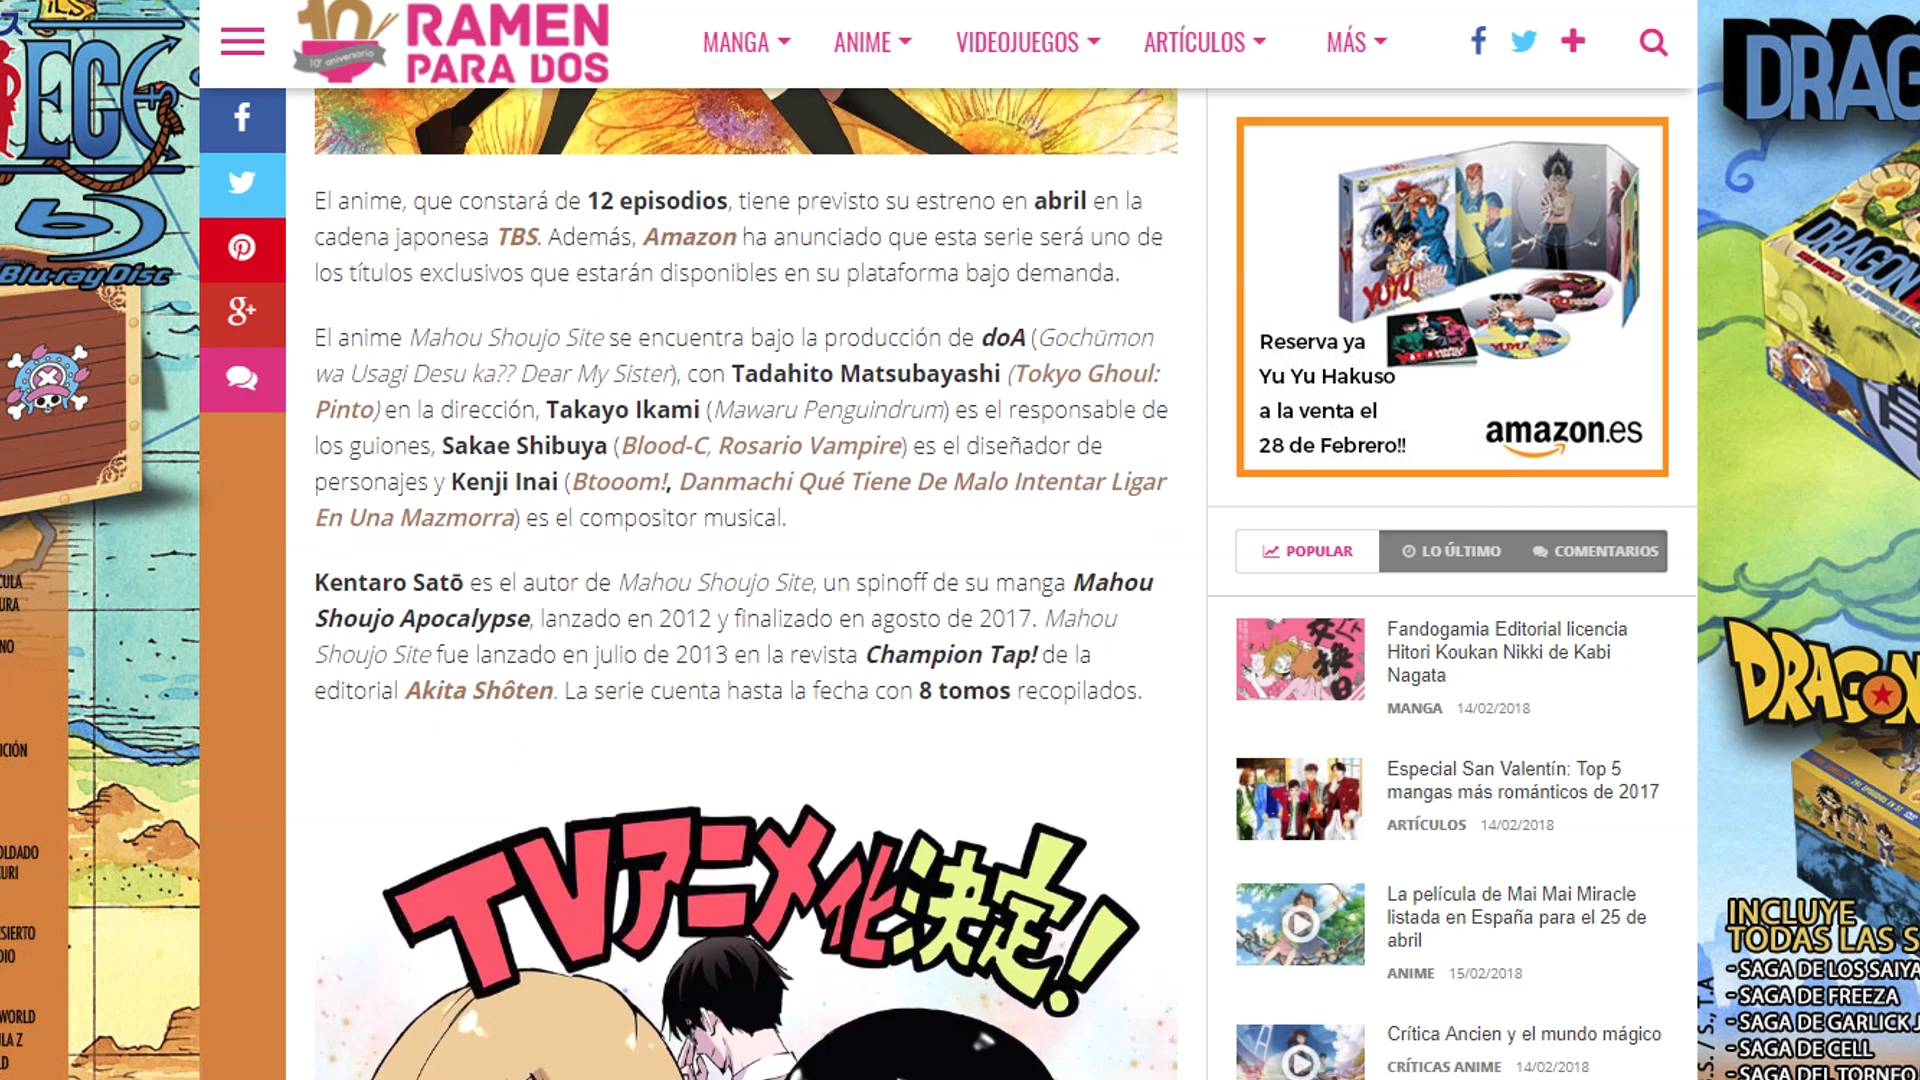 10º aniversario
RAMEN
PARA DOS
MANGA
ANIME
VIDEOJUEGOS
ARTÍCULOS
MÁS
El anime, que constará de 12 episodios, tiene previsto su estreno en abril en la
cadena japonesa TBS. Además, Amazon ha anunciado que esta serie será uno de
los títulos exclusivos que estarán disponibles en su plataforma bajo demanda.
El anime Mahou Shoujo Site se encuentra bajo la producción de doA (Gochūmon
wa Usagi Desu ka?? Dear My Sister), con Tadahito Matsubayashi (Tokyo Ghoul:
Pinto) en la dirección, Takayo Ikami (Mawaru Penguindrum) es el responsable de
los guiones, Sakae Shibuya (Blood-C, Rosario Vampire) es el diseñador de
personajes y Kenji Inai (Btooom!, Danmachi Qué Tiene De Malo Intentar Ligar
En Una Mazmorra) es el compositor musical.
Kentaro Satō es el autor de Mahou Shoujo Site, un spinoff de su manga Mahou
Shoujo Apocalypse, lanzado en 2012 y finalizado en agosto de 2017. Mahou
Shoujo Site fue lanzado en julio de 2013 en la revista Champion Tap! de la
editorial Akita Shôten. La serie cuenta hasta la fecha con 8 tomos recopilados.
TVアニメ化決定!
Reserva ya
Yu Yu Hakuso
a la venta el
28 de Febrero!!
amazon.es
POPULAR
LO ÚLTIMO
COMENTARIOS
Fandogamia Editorial licencia
Hitori Koukan Nikki de Kabi
Nagata
MANGA 14/02/2018
Especial San Valentín: Top 5
mangas más románticos de 2017
ARTÍCULOS 14/02/2018
La película de Mai Mai Miracle
listada en España para el 25 de
abril
ANIME 15/02/2018
Crítica Ancien y el mundo mágico
CRÍTICAS ANIME 14/02/2018
Blu-ray Disc
DRAG
DRAGON
INCLUYE
TODAS LAS S
- SAGA DE LOS SAIYA
- SAGA DE FREEZA
- SAGA DE GARLICK J
- SAGA DE CELL
- SAGA DEL TORNEO